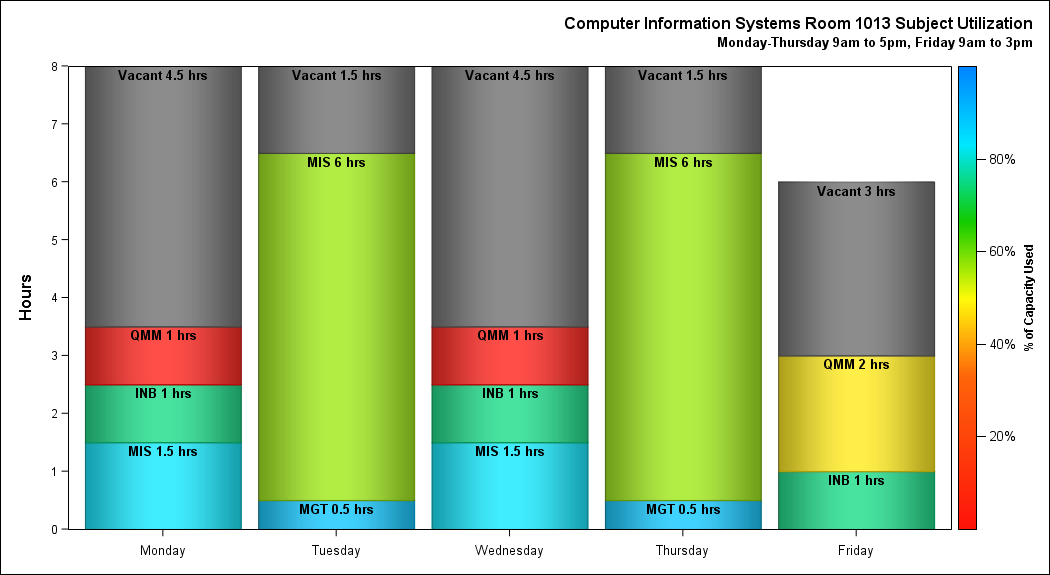 Computer Information Systems Room 1013 Subject Utilization
Monday-Thursday 9am to 5pm, Friday 9am to 3pm
Hours
8
7
6
5
4
3
2
1
0
Vacant 4.5 hrs
QMM 1 hrs
INB 1 hrs
MIS 1.5 hrs
Vacant 1.5 hrs
MIS 6 hrs
MGT 0.5 hrs
Vacant 4.5 hrs
QMM 1 hrs
INB 1 hrs
MIS 1.5 hrs
Vacant 1.5 hrs
MIS 6 hrs
MGT 0.5 hrs
Vacant 3 hrs
QMM 2 hrs
INB 1 hrs
Monday
Tuesday
Wednesday
Thursday
Friday
80%
60%
40%
20%
% of Capacity Used